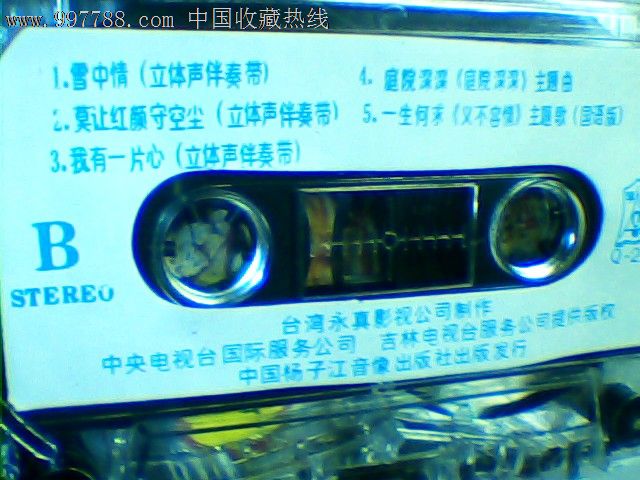 www.997788.com 中国收藏热线
1.雪中情（立体声伴奏带）
2.莫让红颜守空尘（立体声伴奏带）
3.我有一片心（立体声伴奏带）
4.庭院深深《庭院深深》主题曲
5.一生何求《义不容情》主题歌（国语版）
B
STEREO
台湾永真影视公司制作
中央电视台国际服务公司 吉林电视台服务公司提供版权
中国扬子江音像出版社出版发行